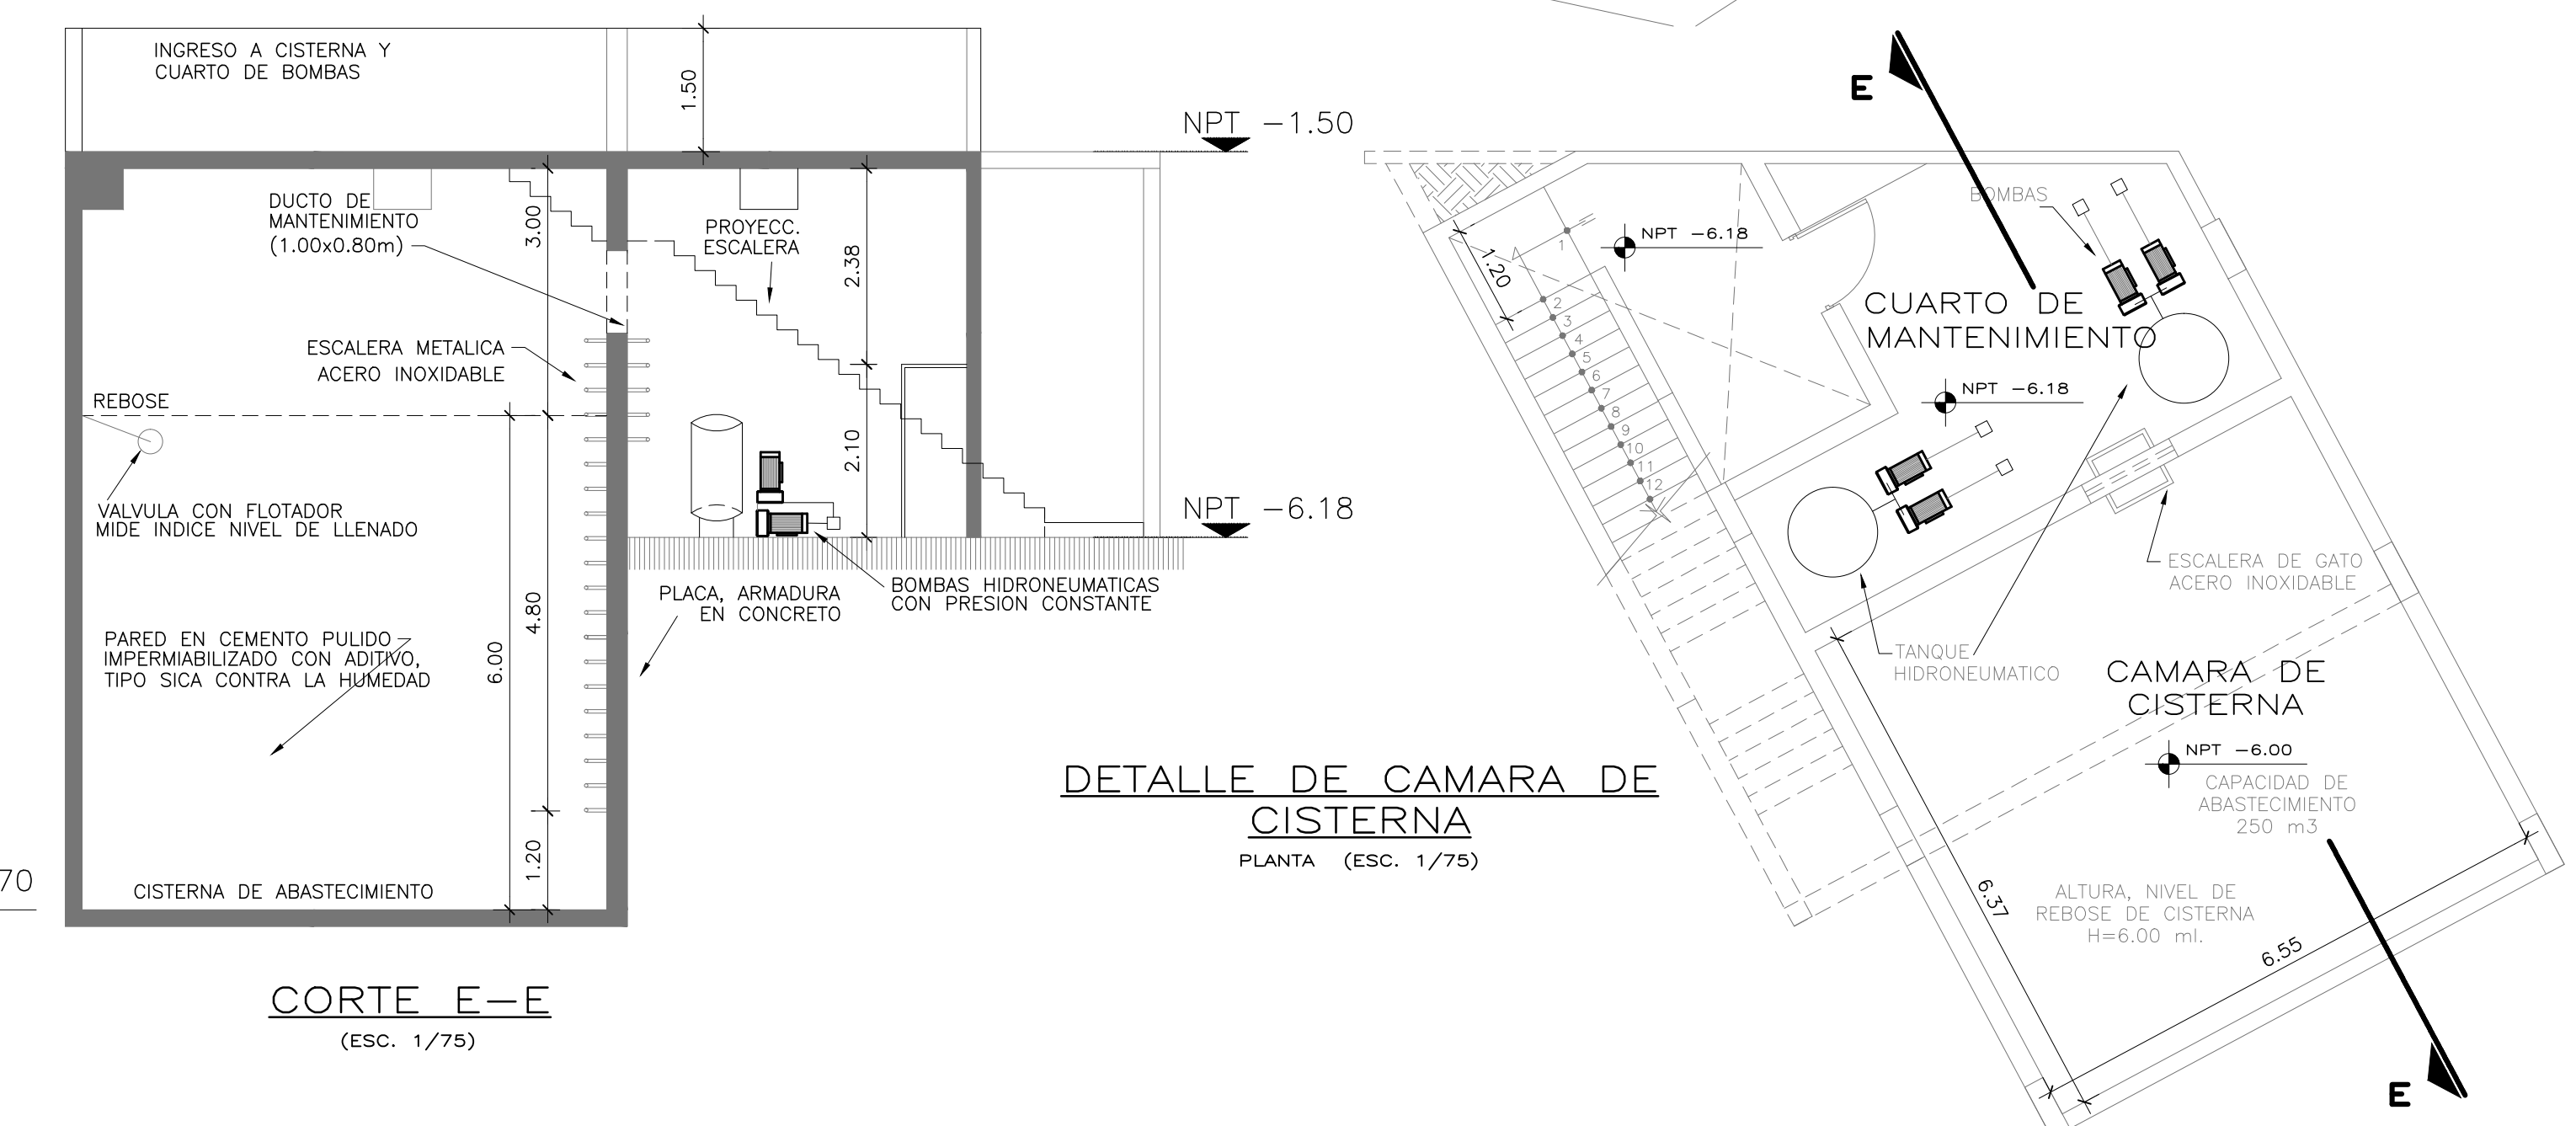 INGRESO A CISTERNA Y
CUARTO DE BOMBAS
1.50
NPT -1.50
DUCTO DE
MANTENIMIENTO
(1.00x0.80m)
3.00
PROYECC.
ESCALERA
2.38
ESCALERA METALICA
ACERO INOXIDABLE
REBOSE
2.10
VALVULA CON FLOTADOR
MIDE INDICE NIVEL DE LLENADO
NPT -6.18
PLACA, ARMADURA
EN CONCRETO
BOMBAS HIDRONEUMATICAS
CON PRESION CONSTANTE
4.80
6.00
PARED EN CEMENTO PULIDO
IMPERMIABILIZADO CON ADITIVO,
TIPO SICA CONTRA LA HUMEDAD
1.20
CISTERNA DE ABASTECIMIENTO
70
CORTE E-E
(ESC. 1/75)
DETALLE DE CAMARA DE
CISTERNA
PLANTA (ESC. 1/75)
E
BOMBAS
NPT -6.18
1.20
1
2
3
4
5
6
7
8
9
10
11
12
CUARTO DE
MANTENIMIENTO
NPT -6.18
ESCALERA DE GATO
ACERO INOXIDABLE
TANQUE
HIDRONEUMATICO
CAMARA DE
CISTERNA
NPT -6.00
CAPACIDAD DE
ABASTECIMIENTO
250 m3
ALTURA, NIVEL DE
REBOSE DE CISTERNA
H=6.00 ml.
6.37
6.55
E